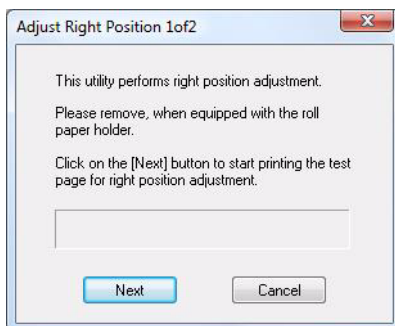 Adjust Right Position 1of2
This utility performs right position adjustment.
Please remove, when equipped with the roll
paper holder.
Click on the [Next] button to start printing the test
page for right position adjustment.
Next
Cancel